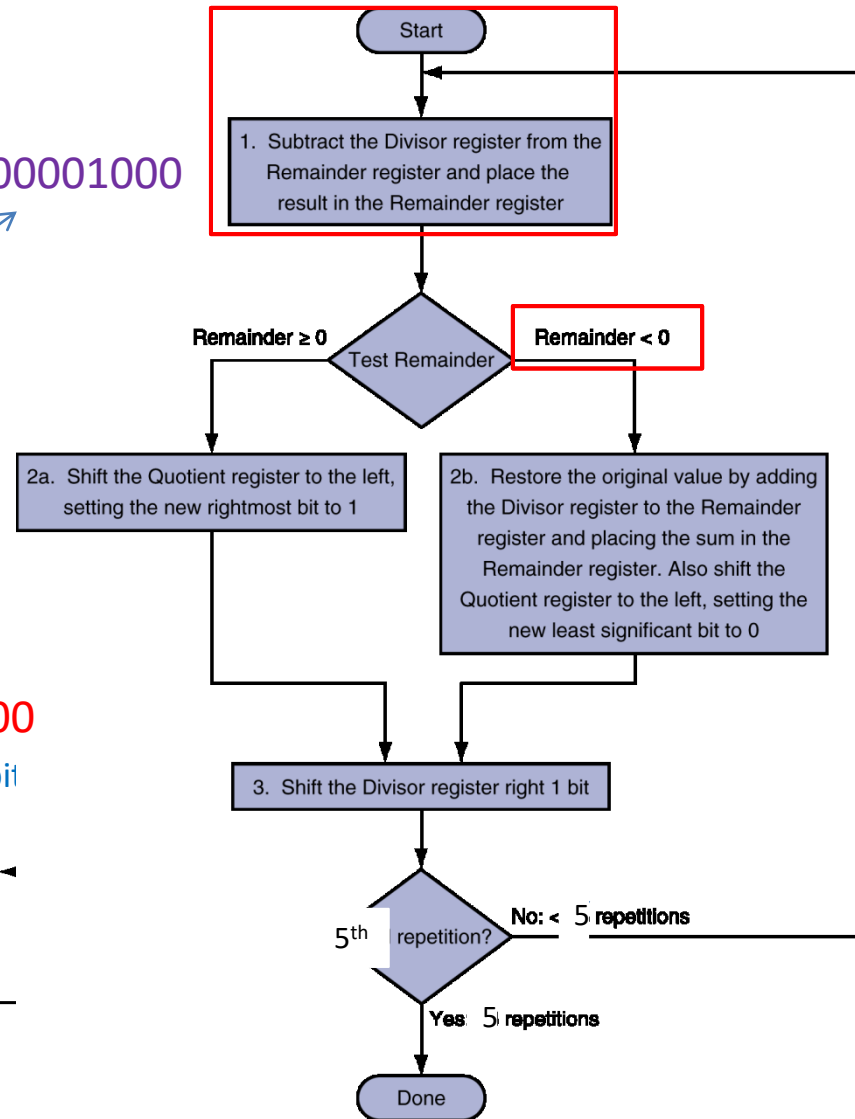 Start
1. Subtract the Divisor register from the
Remainder register and place the
result in the Remainder register
00001000
Remainder ≥ 0
Test Remainder
Remainder < 0
2a. Shift the Quotient register to the left,
setting the new rightmost bit to 1
2b. Restore the original value by adding
the Divisor register to the Remainder
register and placing the sum in the
Remainder register. Also shift the
Quotient register to the left, setting the
new least significant bit to 0
00
bit
3. Shift the Divisor register right 1 bit
5th repetition?
No: < 5 repetitions
Yes: 5 repetitions
Done